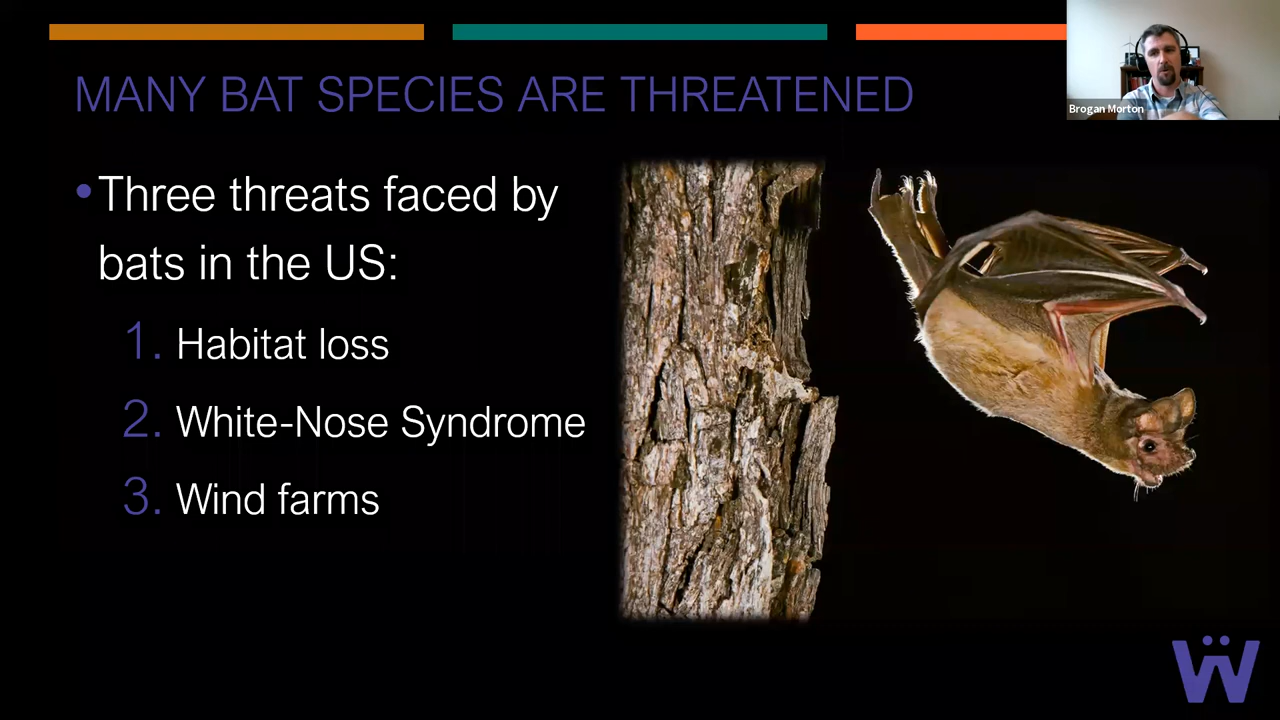 Brogan Morton
MANY BAT SPECIES ARE THREATENED
•Three threats faced by
bats in the US:
1. Habitat loss
2. White-Nose Syndrome
3. Wind farms
Ẅ